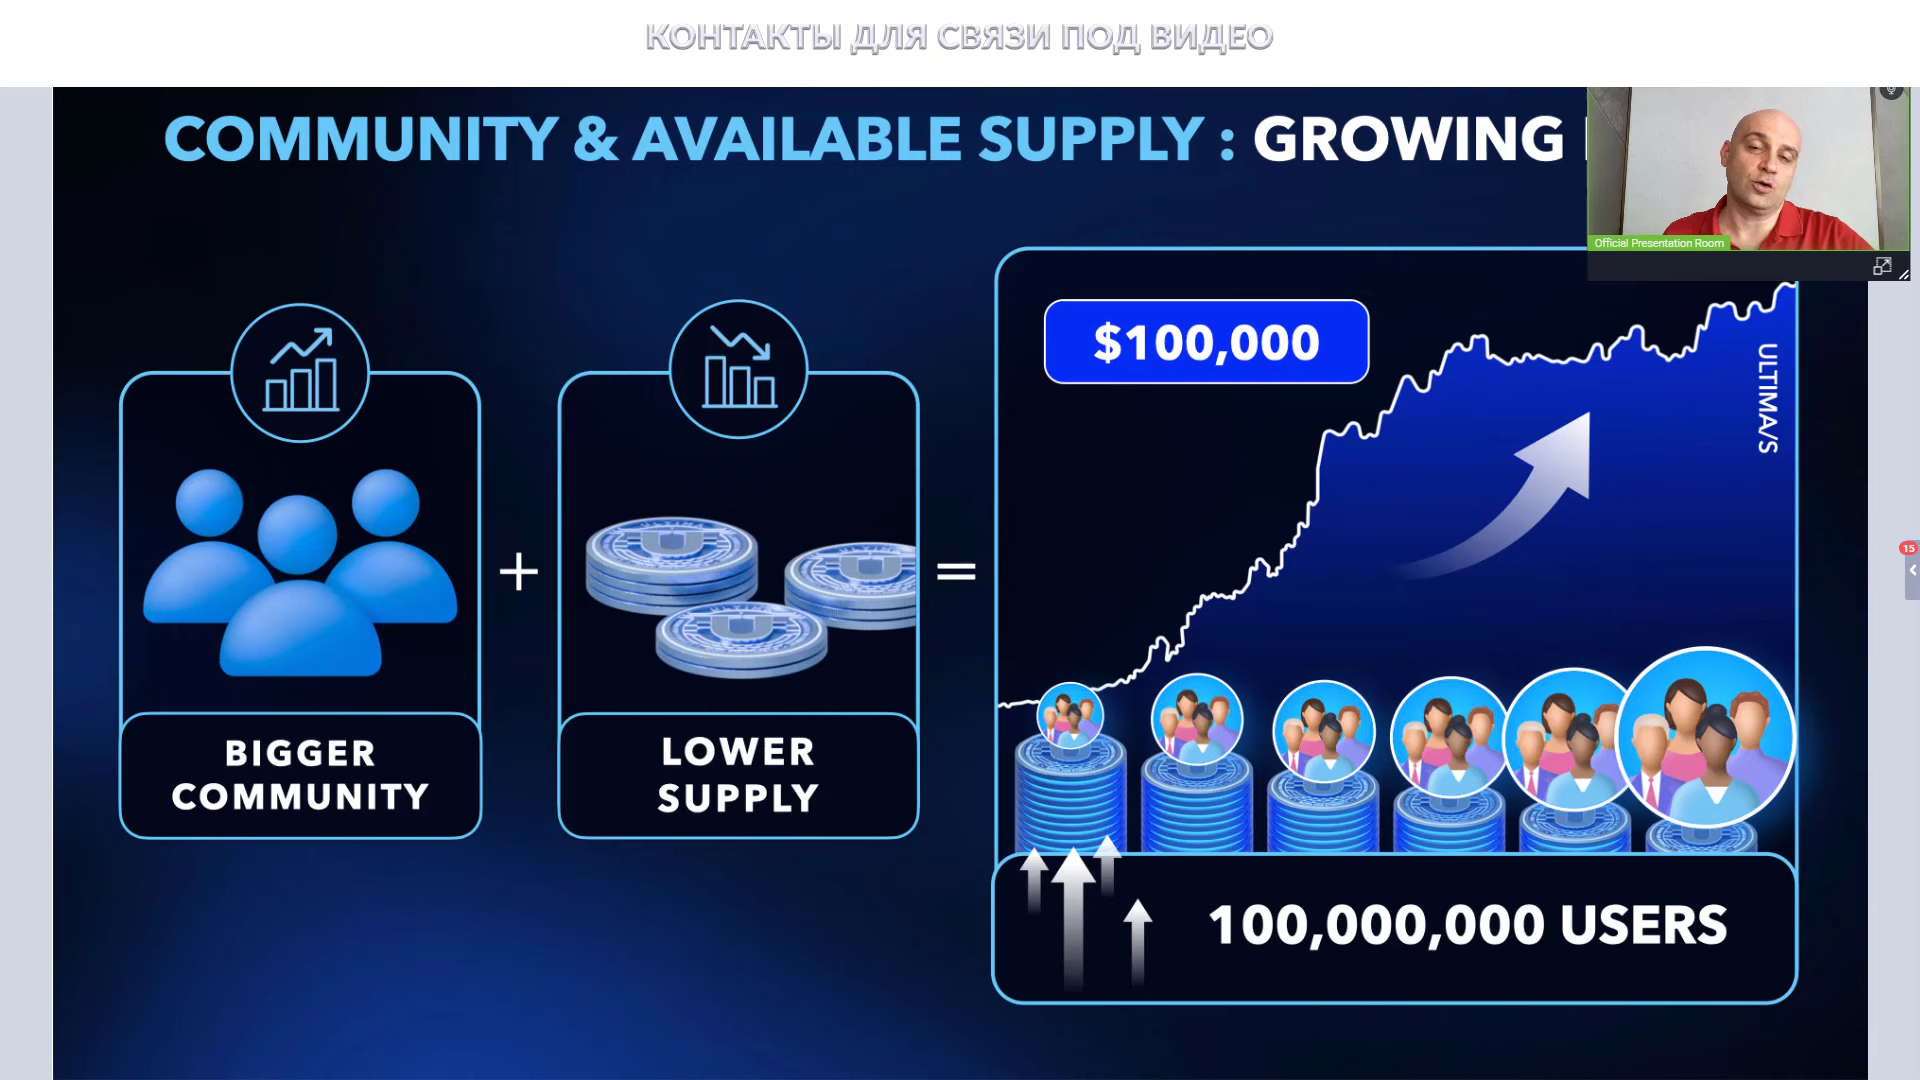 КОНТАКТЫ ДЛЯ СВЯЗИ ПОД ВИДЕО
COMMUNITY & AVAILABLE SUPPLY : GROWING
Official Presentation Room
$100,000
ULTIMA/S
15
BIGGER
COMMUNITY
+
LOWER
SUPPLY
=
100,000,000 USERS